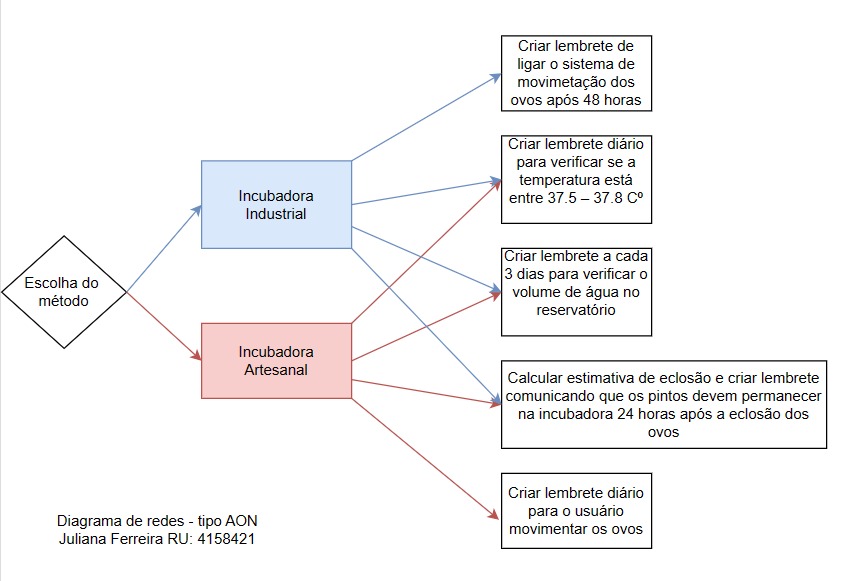 Criar lembrete de
ligar o sistema de
movimetação dos
ovos após 48 horas
Criar lembrete diário
para verificar se a
temperatura está
entre 37.5 – 37.8 Cº
Incubadora
Industrial
Criar lembrete a cada
3 dias para verificar o
volume de água no
reservatório
Escolha do
método
Incubadora
Artesanal
Calcular estimativa de eclosão e criar lembrete
comunicando que os pintos devem permanecer
na incubadora 24 horas após a eclosão dos
ovos
Criar lembrete diário
para o usuário
movimentar os ovos
Diagrama de redes - tipo AON
Juliana Ferreira RU: 4158421